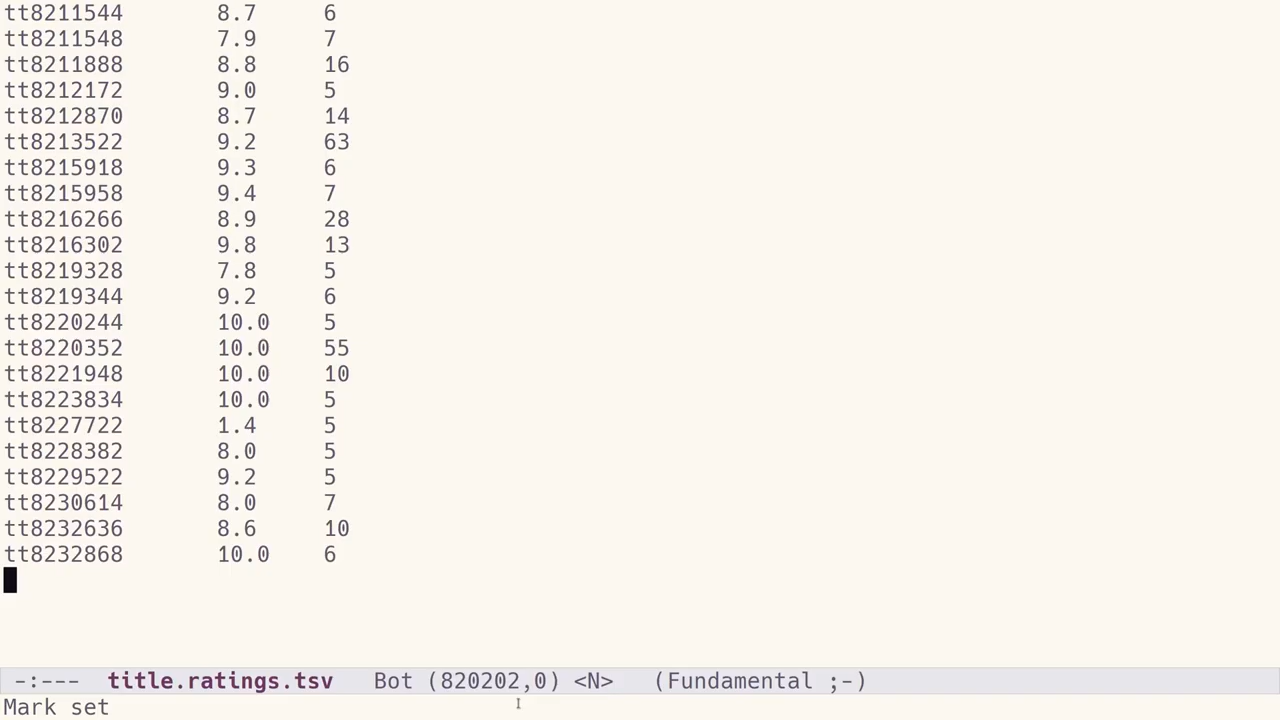 tt8211544 8.7 6
tt8211548 7.9 7
tt8211888 8.8 16
tt8212172 9.0 5
tt8212870 8.7 14
tt8213522 9.2 63
tt8215918 9.3 6
tt8215958 9.4 7
tt8216266 8.9 28
tt8216302 9.8 13
tt8219328 7.8 5
tt8219344 9.2 6
tt8220244 10.0 5
tt8220352 10.0 55
tt8221948 10.0 10
tt8223834 10.0 5
tt8227722 1.4 5
tt8228382 8.0 5
tt8229522 9.2 5
tt8230614 8.0 7
tt8232636 8.6 10
tt8232868 10.0 6
-:--- title.ratings.tsv Bot (820202,0) <N> (Fundamental ;-)
Mark set